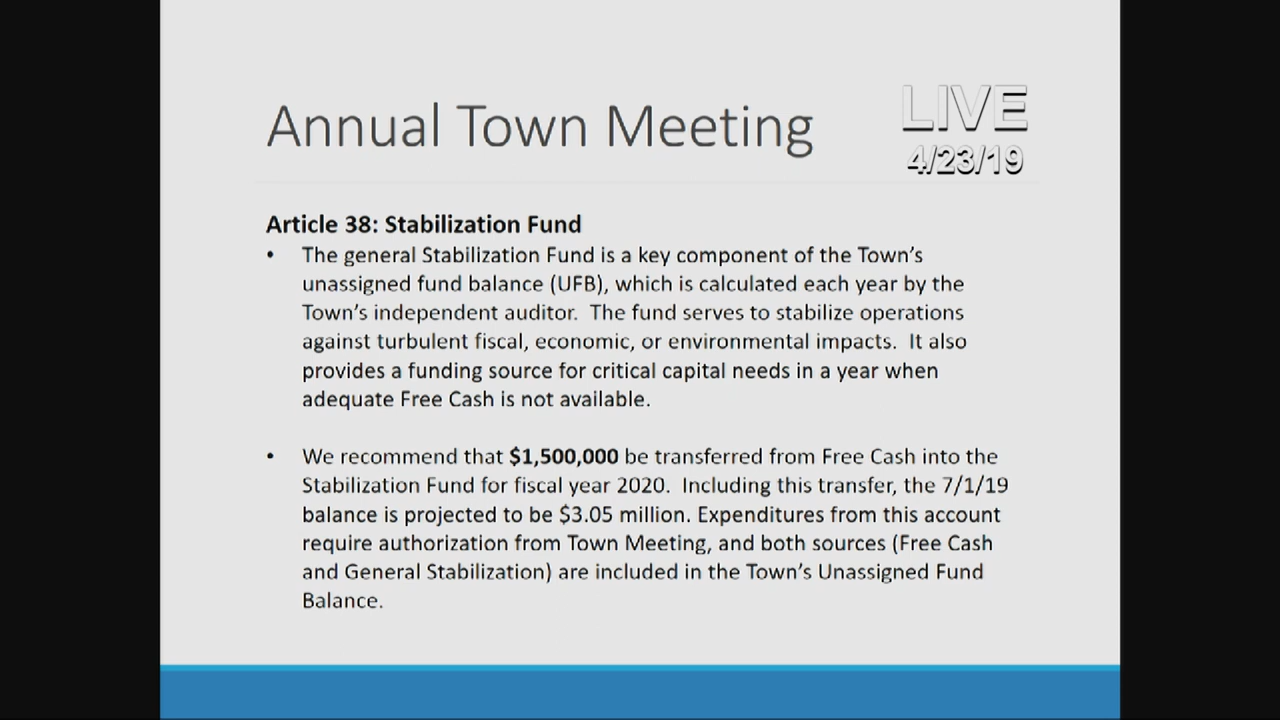 Annual Town Meeting
LIVE
4/23/19
Article 38: Stabilization Fund
• The general Stabilization Fund is a key component of the Town's
unassigned fund balance (UFB), which is calculated each year by the
Town's independent auditor.  The fund serves to stabilize operations
against turbulent fiscal, economic, or environmental impacts.  It also
provides a funding source for critical capital needs in a year when
adequate Free Cash is not available.
• We recommend that $1,500,000 be transferred from Free Cash into the
Stabilization Fund for fiscal year 2020.  Including this transfer, the 7/1/19
balance is projected to be $3.05 million. Expenditures from this account
require authorization from Town Meeting, and both sources (Free Cash
and General Stabilization) are included in the Town's Unassigned Fund
Balance.